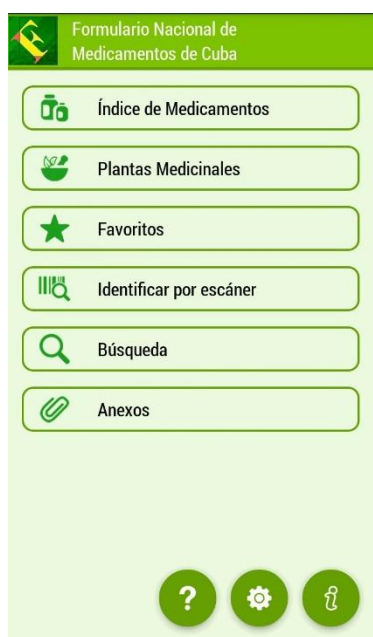 Formulario Nacional de
Medicamentos de Cuba
Índice de Medicamentos
Plantas Medicinales
Favoritos
Identificar por escáner
Búsqueda
Anexos
?
i